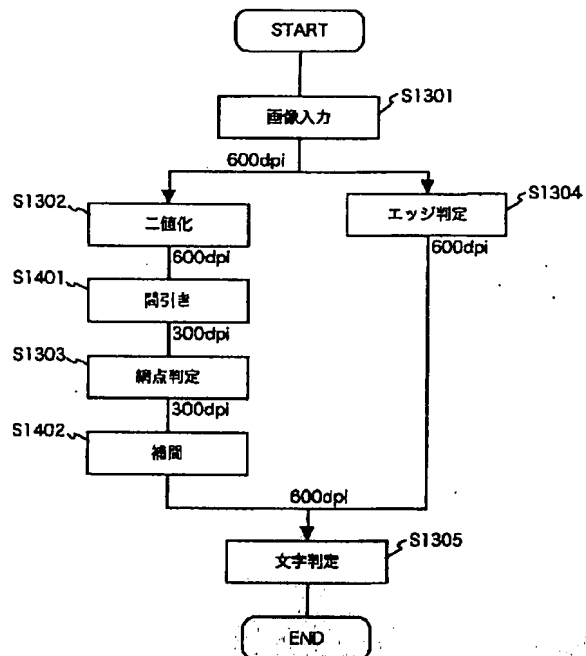 START
S1301
画像入力
600dpi
S1302
二値化
S1304
エッジ判定
600dpi
600dpi
S1401
間引き
300dpi
S1303
網点判定
300dpi
S1402
補間
600dpi
S1305
文字判定
END